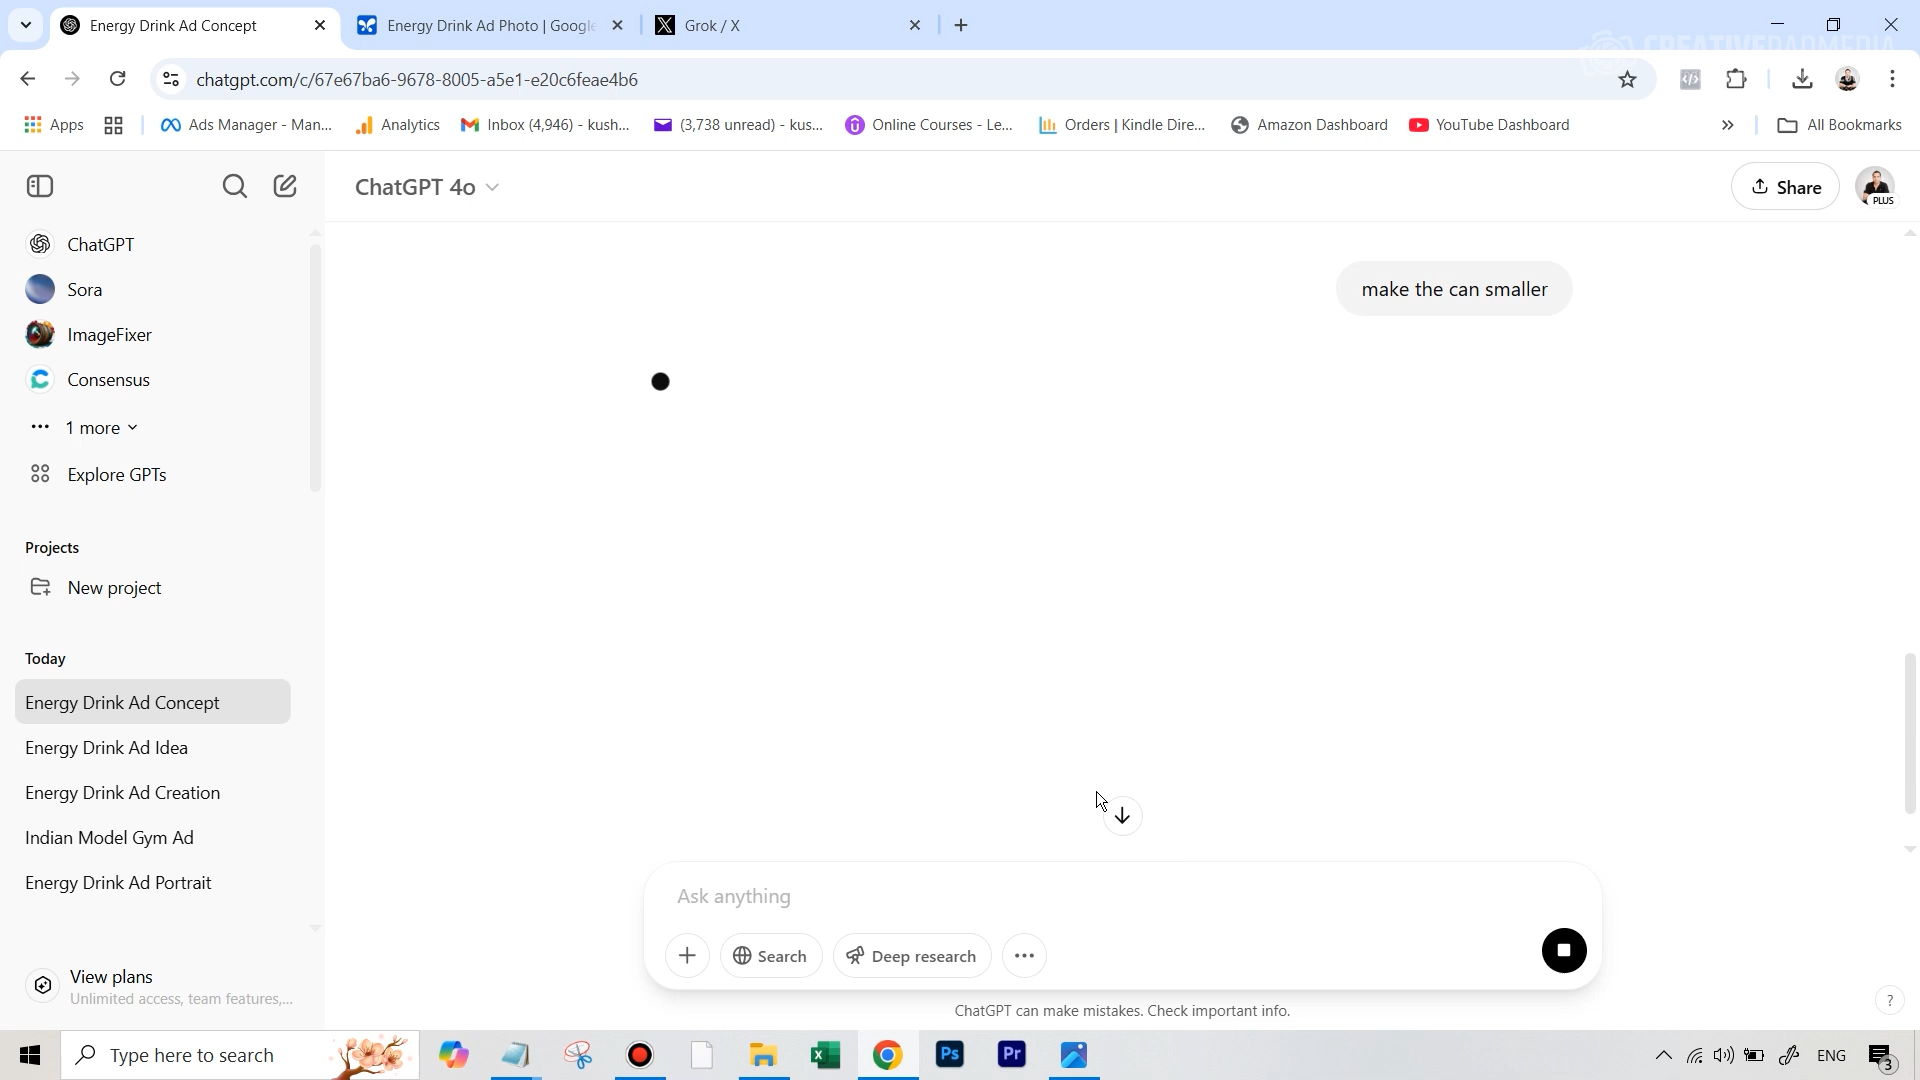 Energy Drink Ad Concept
Energy Drink Ad Photo | Google
Grok / X
CREATIVEDADMEDIA
chatgpt.com/c/67e67ba6-9678-8005-a5e1-e20c6feae4b6
Apps
Ads Manager - Man...
Analytics
Inbox (4,946) - kush...
(3,738 unread) - kus...
Online Courses - Le...
Orders | Kindle Dire...
Amazon Dashboard
YouTube Dashboard
All Bookmarks
ChatGPT 4o
Share
PLUS
ChatGPT
Sora
ImageFixer
Consensus
1 more
Explore GPTs
Projects
New project
Today
Energy Drink Ad Concept
Energy Drink Ad Idea
Energy Drink Ad Creation
Indian Model Gym Ad
Energy Drink Ad Portrait
View plans
Unlimited access, team features,...
make the can smaller
Ask anything
Search
Deep research
ChatGPT can make mistakes. Check important info.
?
Type here to search
Ps
Pr
ENG
3